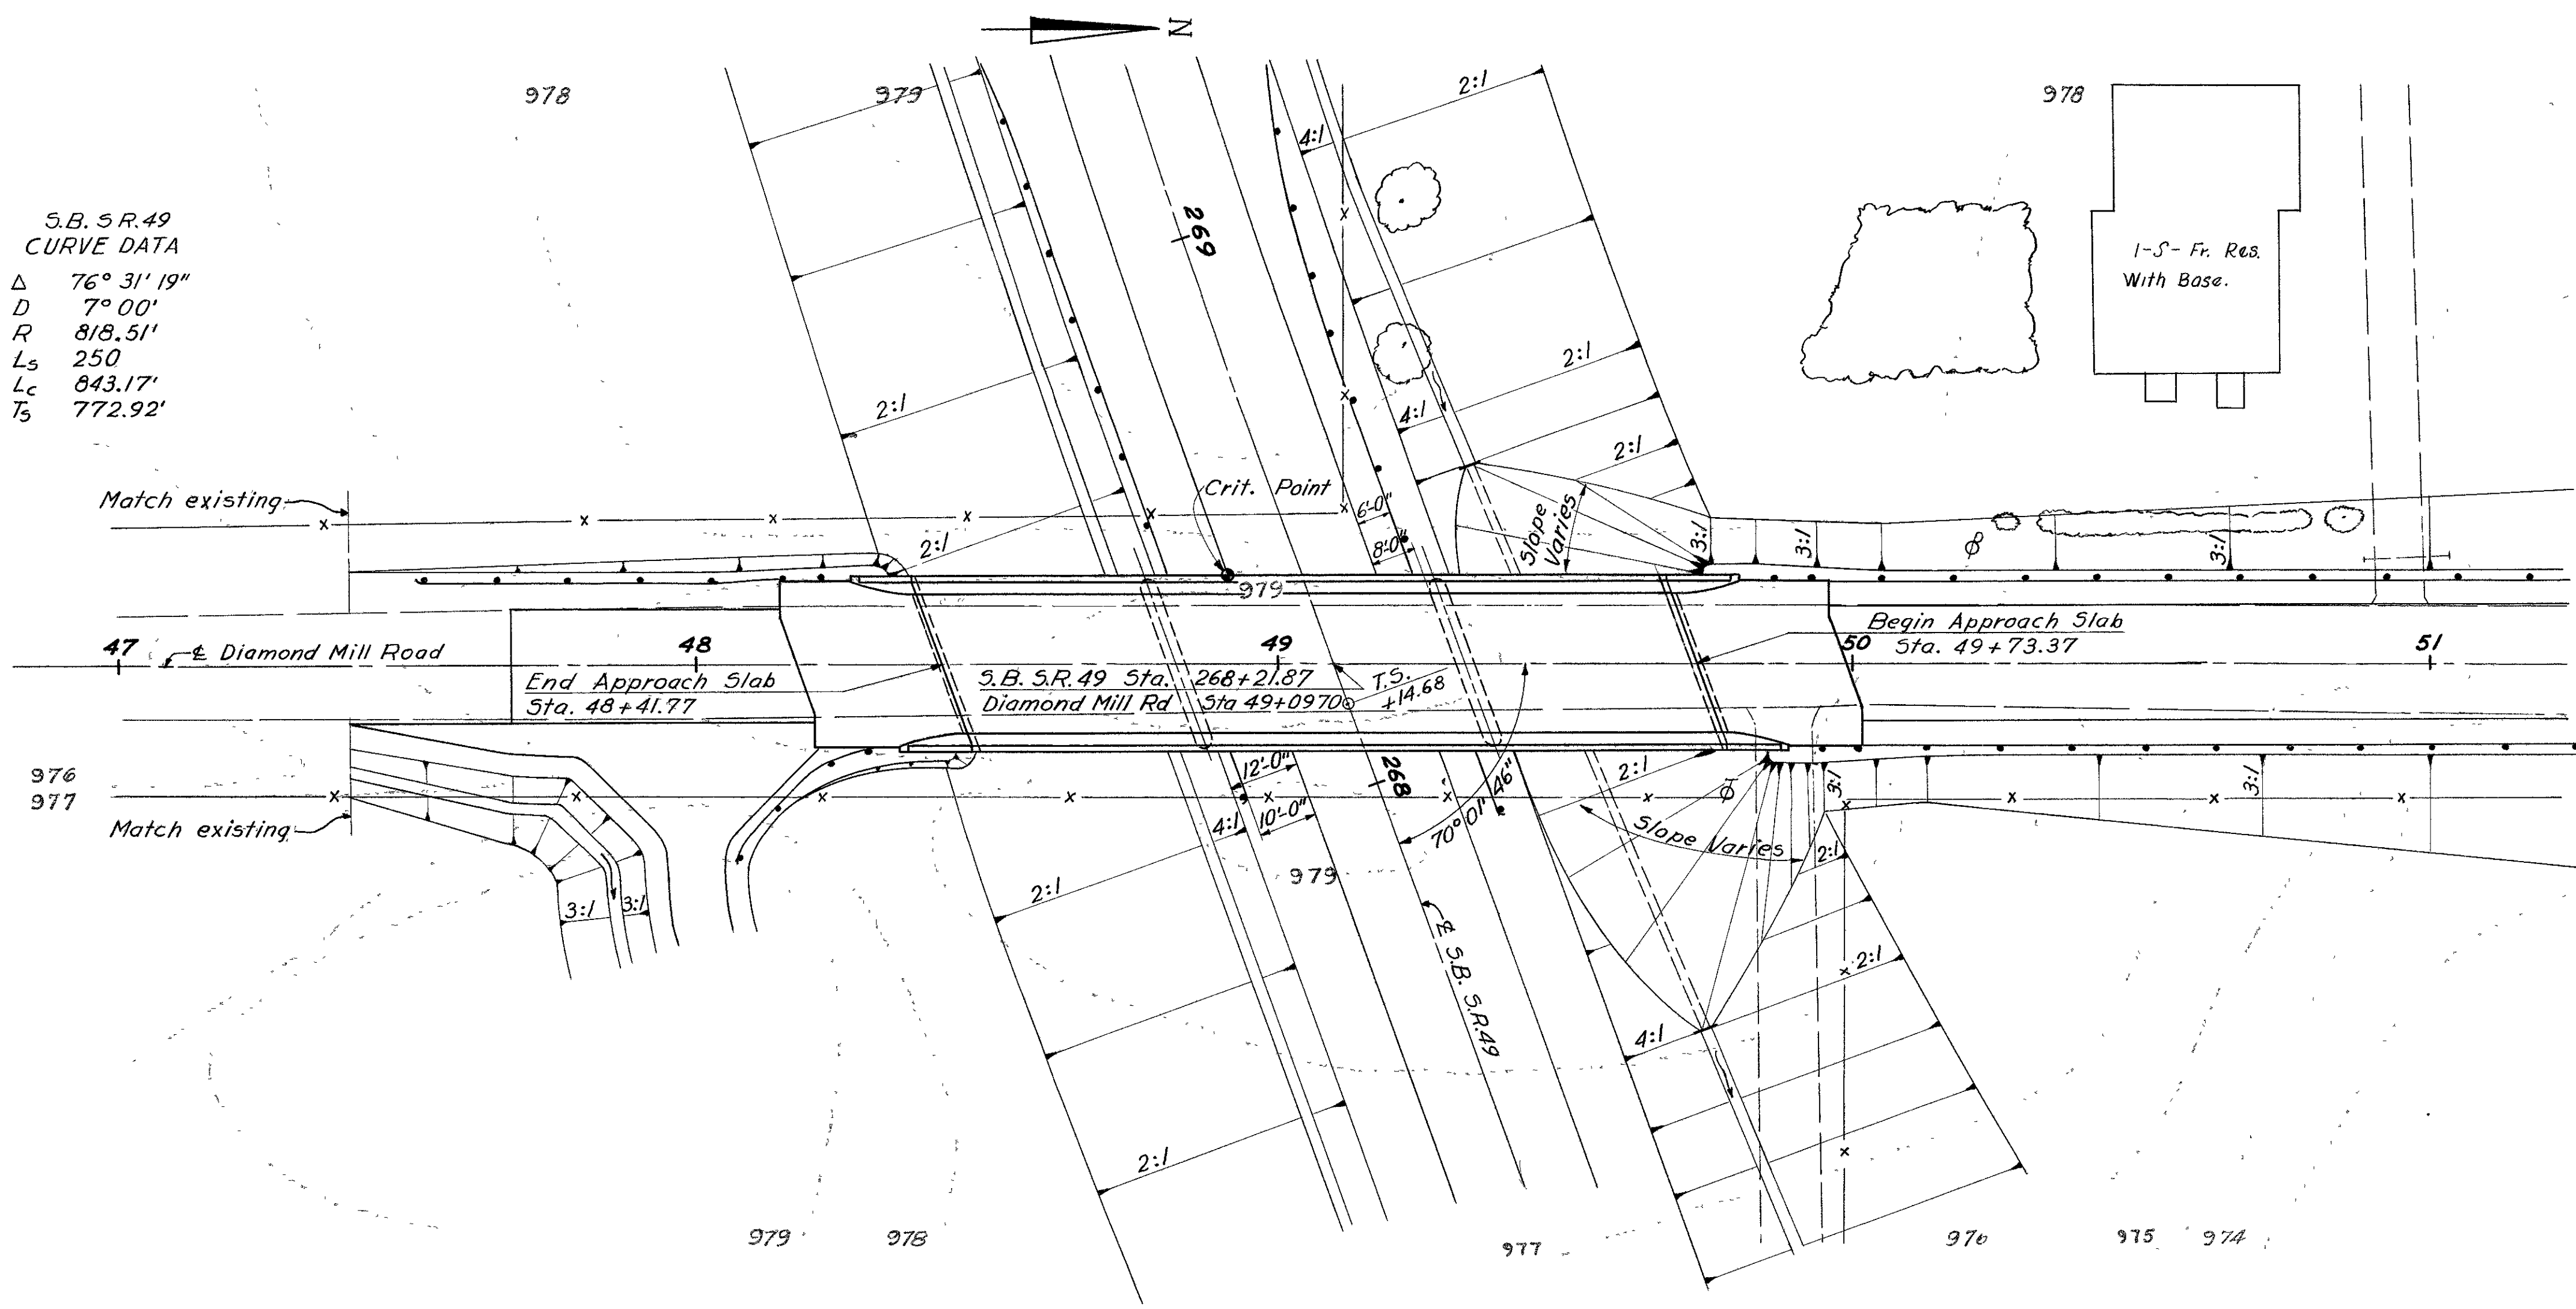 N
978
979
978
2:1
4:1
S.B. S R.49
CURVE DATA
Δ 76° 31' 19"
D 7° 00'
R 818.51'
Ls 250
Lc 843.17'
Ts 772.92'
269
1-S- Fr. Res.
With Base.
2:1
2:1
4:1
2:1
Match existing
Crit. Point
6'-0"
8'-0"
Slope
Varies
2:1
3:1
3:1
3:1
979
47
48
49
50
51
℄ Diamond Mill Road
Begin Approach Slab
Sta. 49+73.37
End Approach Slab
Sta. 48+41.77
S.B. S.R.49 Sta. 268+21.87
Diamond Mill Rd Sta 49+0970
T.S.
+14.68
976
977
Match existing
12'-0"
10'-0"
4:1
268
70° 01' 46"
2:1
3:1
3:1
Slope Varies
2:1
979
2:1
3:1
3:1
℄ S.B. S.R.49
2:1
4:1
2:1
979
978
977
976
975
974